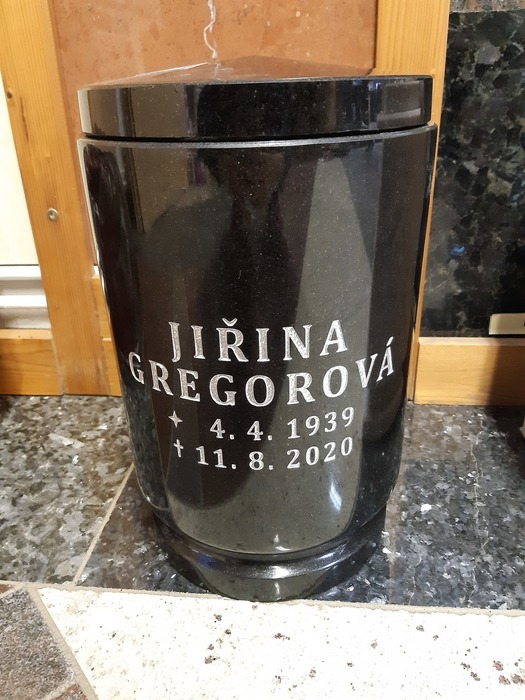 JIŘINA
GREGOROVÁ
✦ 4. 4. 1939
✝ 11. 8. 2020